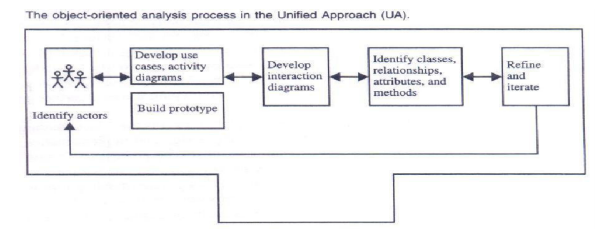 The object-oriented analysis process in the Unified Approach (UA).
Develop use
cases, activity
diagrams
Build prototype
Identify actors
Develop
interaction
diagrams
Identify classes,
relationships,
attributes, and
methods
Refine
and
iterate